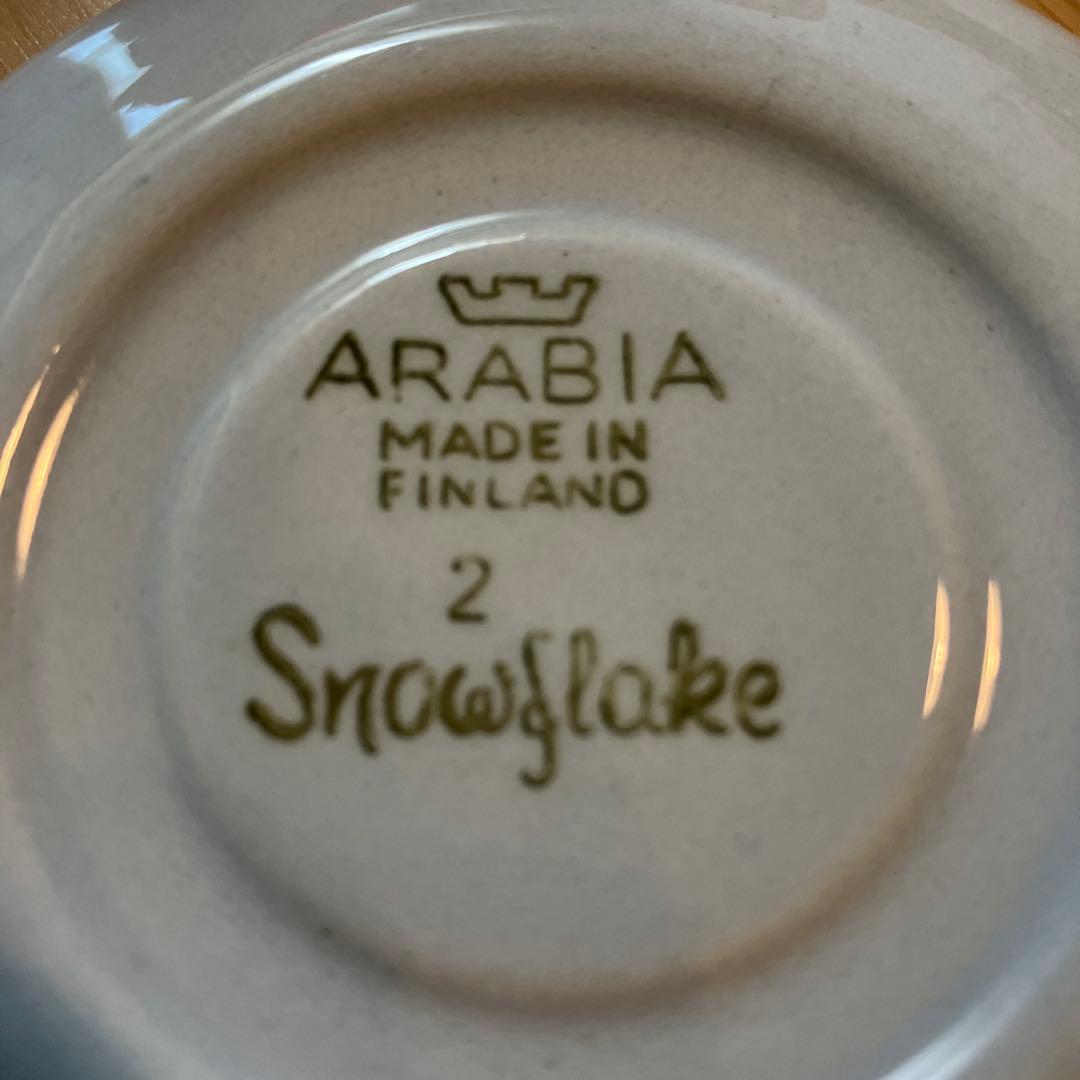 ARABIA
MADE IN
FINLAND
2
Snowflake